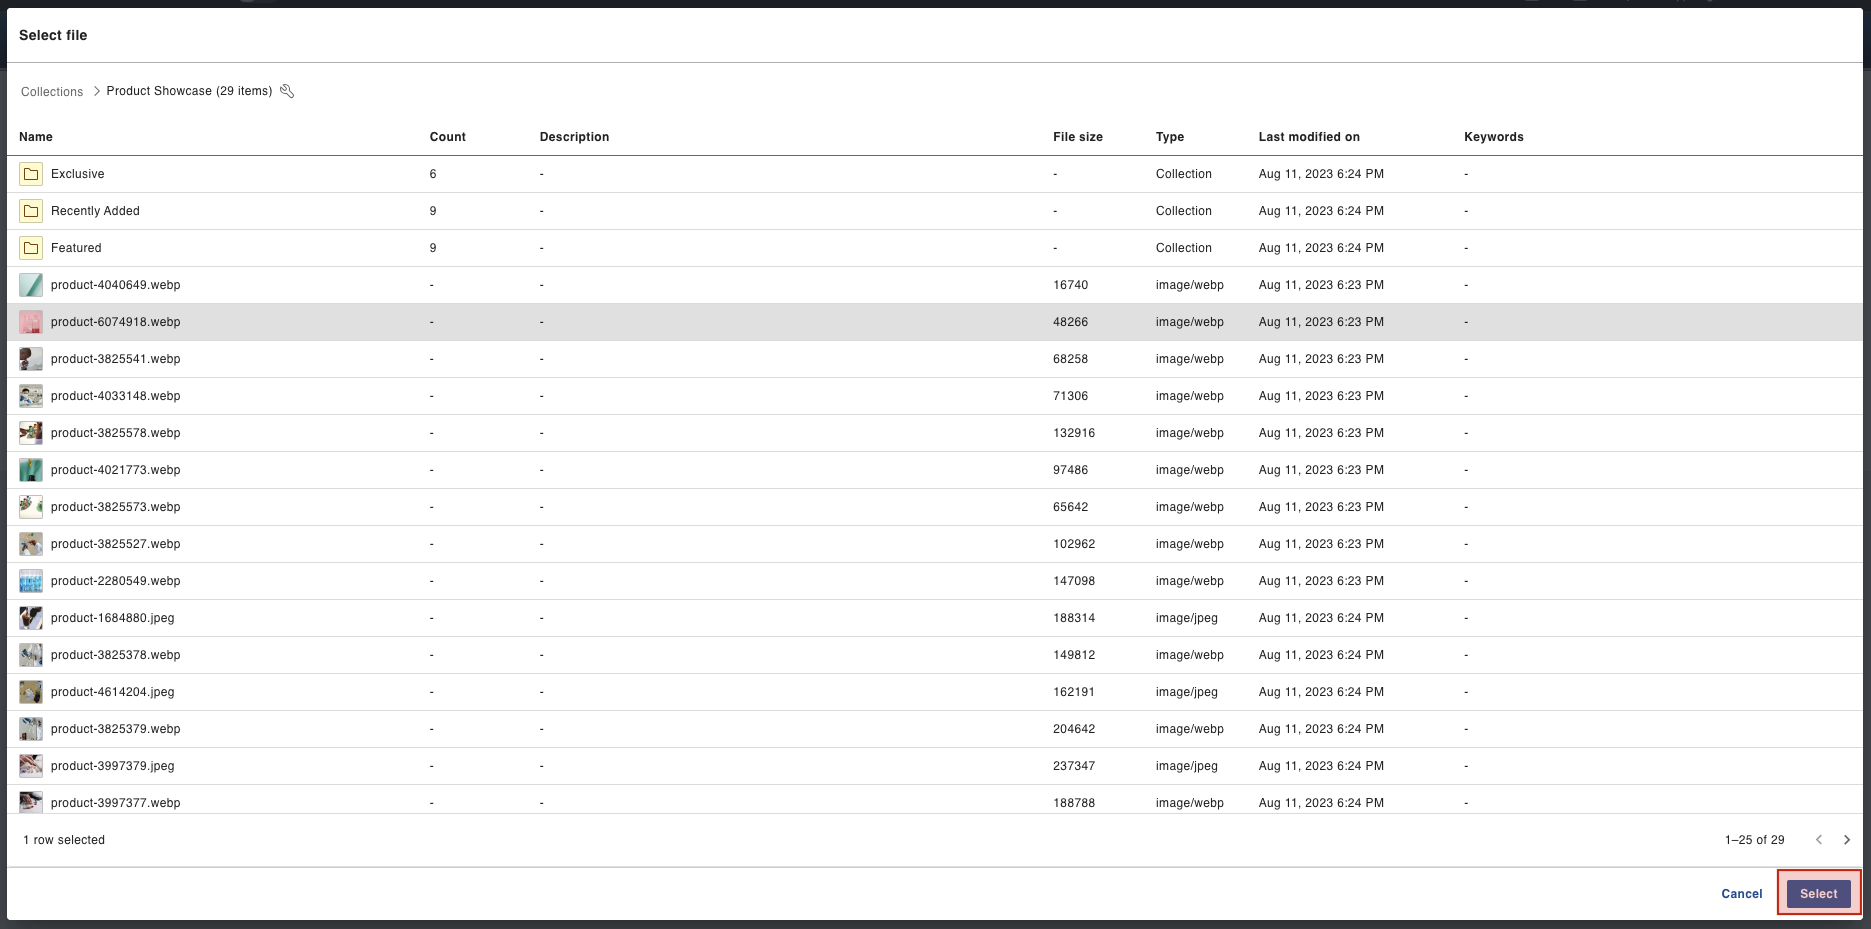 Select file
Collections > Product Showcase (29 items)
Name Count Description File size Type Last modified on Keywords
Exclusive 6 - - Collection Aug 11, 2023 6:24 PM -
Recently Added 9 - - Collection Aug 11, 2023 6:24 PM -
Featured 9 - - Collection Aug 11, 2023 6:24 PM -
product-4040649.webp - - 16740 image/webp Aug 11, 2023 6:23 PM -
product-6074918.webp - - 48266 image/webp Aug 11, 2023 6:23 PM -
product-3825541.webp - - 68258 image/webp Aug 11, 2023 6:23 PM -
product-4033148.webp - - 71306 image/webp Aug 11, 2023 6:23 PM -
product-3825578.webp - - 132916 image/webp Aug 11, 2023 6:23 PM -
product-4021773.webp - - 97486 image/webp Aug 11, 2023 6:23 PM -
product-3825573.webp - - 65642 image/webp Aug 11, 2023 6:23 PM -
product-3825527.webp - - 102962 image/webp Aug 11, 2023 6:23 PM -
product-2280549.webp - - 147098 image/webp Aug 11, 2023 6:23 PM -
product-1684880.jpeg - - 188314 image/jpeg Aug 11, 2023 6:24 PM -
product-3825378.webp - - 149812 image/webp Aug 11, 2023 6:24 PM -
product-4614204.jpeg - - 162191 image/jpeg Aug 11, 2023 6:24 PM -
product-3825379.webp - - 204642 image/webp Aug 11, 2023 6:24 PM -
product-3997379.jpeg - - 237347 image/jpeg Aug 11, 2023 6:24 PM -
product-3997377.webp - - 188788 image/webp Aug 11, 2023 6:24 PM -
1 row selected 1–25 of 29
Cancel Select